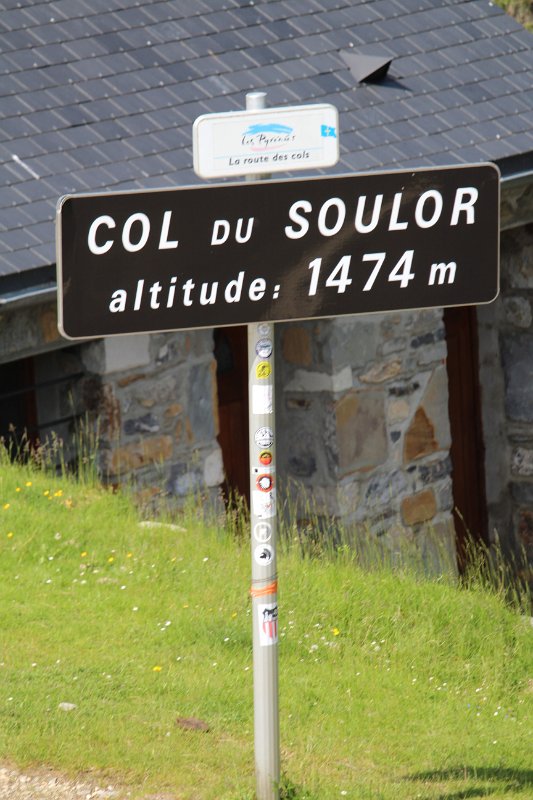 Les Pyrénées
La route des cols
COL DU SOULOR
altitude: 1474 m